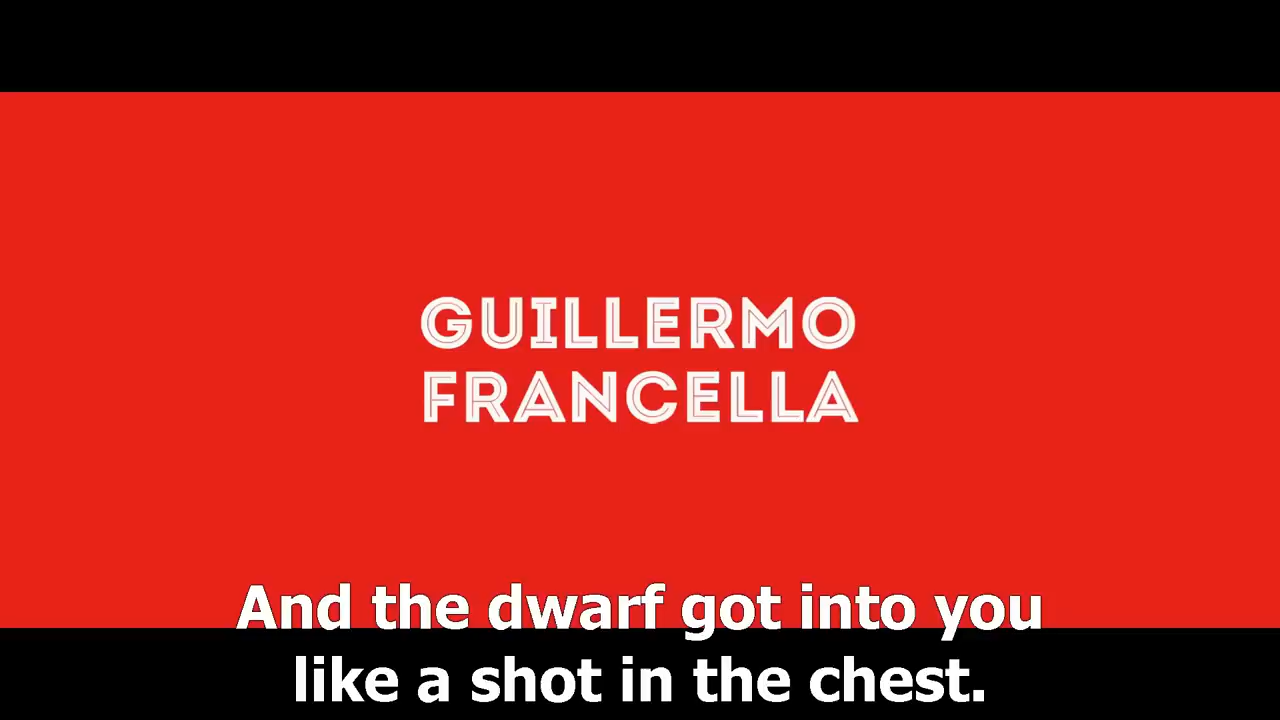 GUILLERMO
FRANCELLA
And the dwarf got into you
like a shot in the chest.